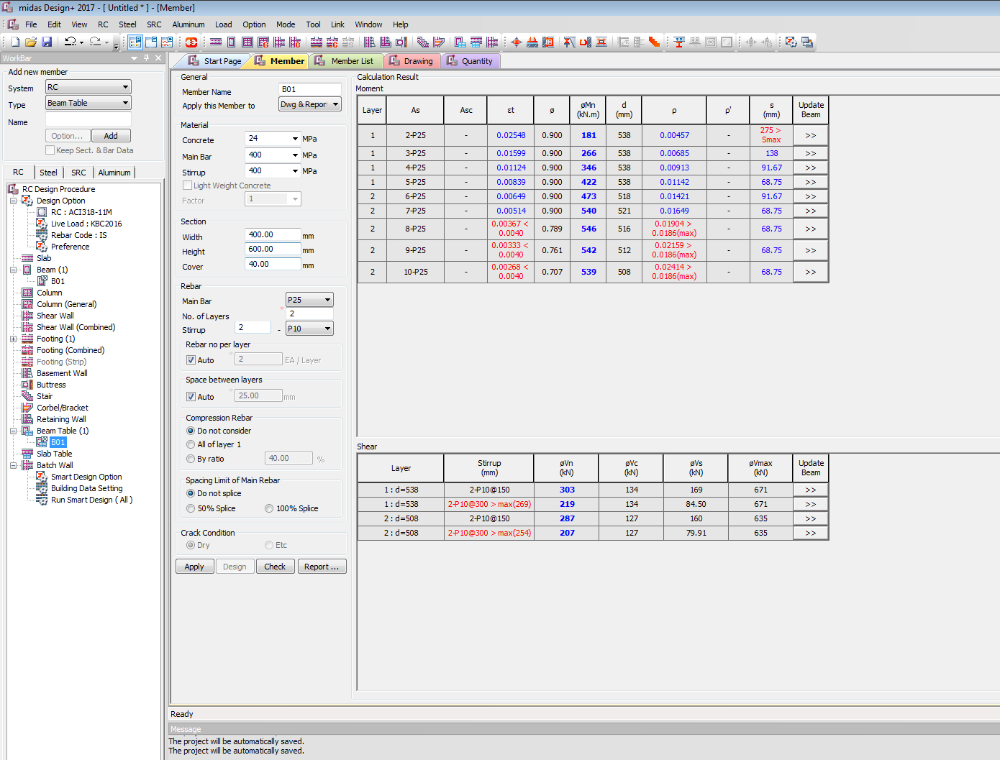 midas Design+ 2017 - [ Untitled * ] - [Member]
File Edit View RC Steel SRC Aluminum Load Option Mode Tool Link Window Help
WorkBar
Add new member
System RC
Type Beam Table
Name
Option... Add
Keep Sect. & Bar Data
RC Steel SRC Aluminum
RC Design Procedure
Design Option
RC : ACI318-11M
Live Load : KBC2016
Rebar Code : IS
Preference
Slab
Beam (1)
B01
Column
Column (General)
Shear Wall
Shear Wall (Combined)
Footing (1)
Footing (Combined)
Footing (Strip)
Basement Wall
Buttress
Stair
Corbel/Bracket
Retaining Wall
Beam Table (1)
B01
Slab Table
Batch Wall
Smart Design Option
Building Data Setting
Run Smart Design ( All )
Start Page Member Member List Drawing Quantity
General
Member Name B01
Apply this Member to Dwg & Repor
Material
Concrete 24 MPa
Main Bar 400 MPa
Stirrup 400 MPa
Light Weight Concrete
Factor 1
Section
Width 400.00 mm
Height 600.00 mm
Cover 40.00 mm
Rebar
Main Bar P25
No. of Layers 2
Stirrup 2 - P10
Rebar no per layer
Auto 2 EA / Layer
Space between layers
Auto 25.00 mm
Compression Rebar
Do not consider
All of layer 1
By ratio 40.00 %
Spacing Limit of Main Rebar
Do not splice
50% Splice 100% Splice
Crack Condition
Dry Etc
Apply Design Check Report ...
Calculation Result
Moment
Layer As Asc εt ø øMn (kN.m) d (mm) ρ ρ' s (mm) Update Beam
1 2-P25 - 0.02548 0.900 181 538 0.00457 - 275 > Smax >>
1 3-P25 - 0.01599 0.900 266 538 0.00685 - 138 >>
1 4-P25 - 0.01124 0.900 346 538 0.00913 - 91.67 >>
1 5-P25 - 0.00839 0.900 422 538 0.01142 - 68.75 >>
2 6-P25 - 0.00649 0.900 473 518 0.01421 - 91.67 >>
2 7-P25 - 0.00514 0.900 540 521 0.01649 - 68.75 >>
2 8-P25 - 0.00367 < 0.0040 0.789 546 516 0.01904 > 0.0186(max) - 68.75 >>
2 9-P25 - 0.00333 < 0.0040 0.761 542 512 0.02159 > 0.0186(max) - 68.75 >>
2 10-P25 - 0.00268 < 0.0040 0.707 539 508 0.02414 > 0.0186(max) - 68.75 >>
Shear
Layer Stirrup (mm) øVn (kN) øVc (kN) øVs (kN) øVmax (kN) Update Beam
1 : d=538 2-P10@150 303 134 169 671 >>
1 : d=538 2-P10@300 > max(269) 219 134 84.50 671 >>
2 : d=508 2-P10@150 287 127 160 635 >>
2 : d=508 2-P10@300 > max(254) 207 127 79.91 635 >>
Ready
Message
The project will be automatically saved.
The project will be automatically saved.